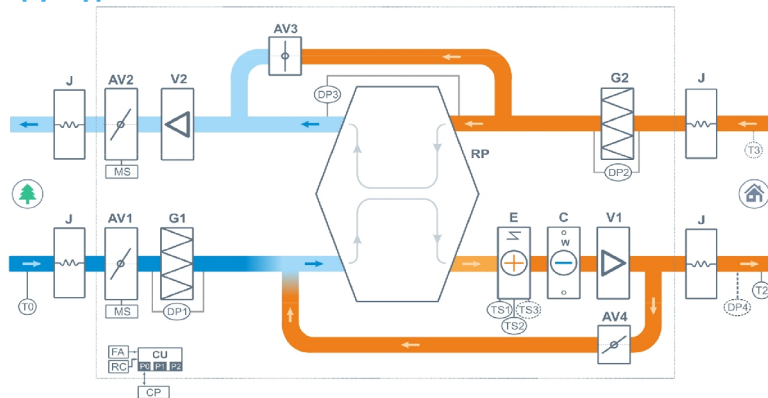 AV3
J
AV2
V2
DP3
G2
J
MS
RP
DP2
T3
J
AV1
G1
E
C
V1
J
W
T0
MS
DP1
TS1
TS3
TS2
DP4
T2
AV4
FA
RC
CU
P0 P1 P2
CP